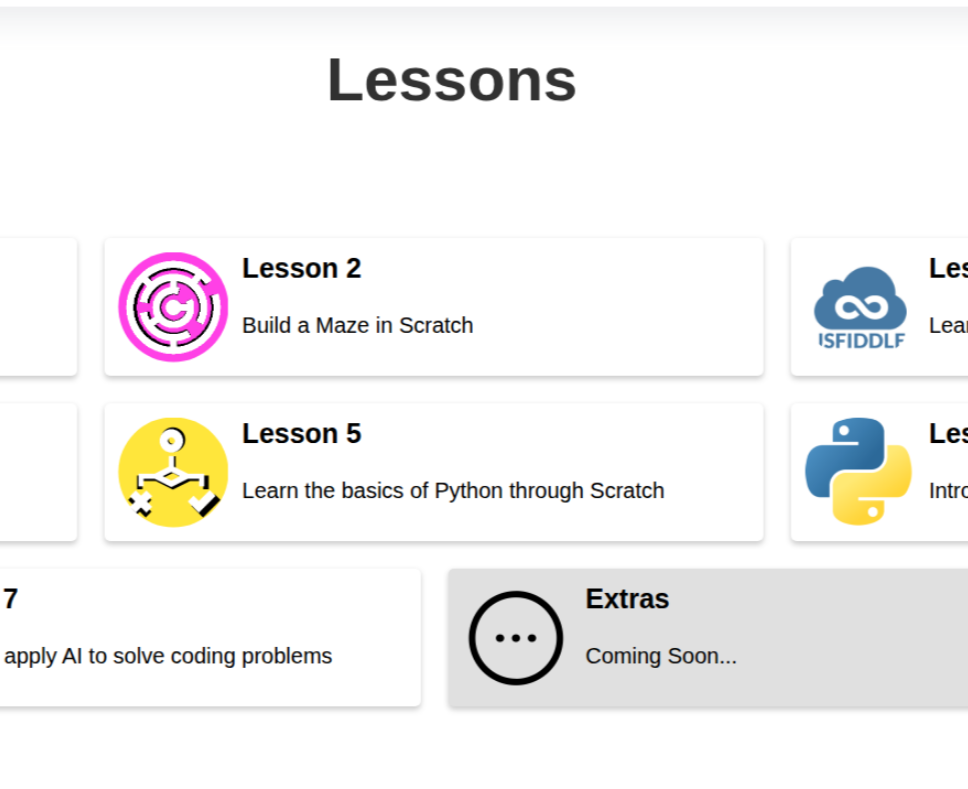 Lessons
Lesson 2
Build a Maze in Scratch
ISFIDDLF
Les
Lear
Lesson 5
Learn the basics of Python through Scratch
Les
Intro
7
apply AI to solve coding problems
Extras
Coming Soon...